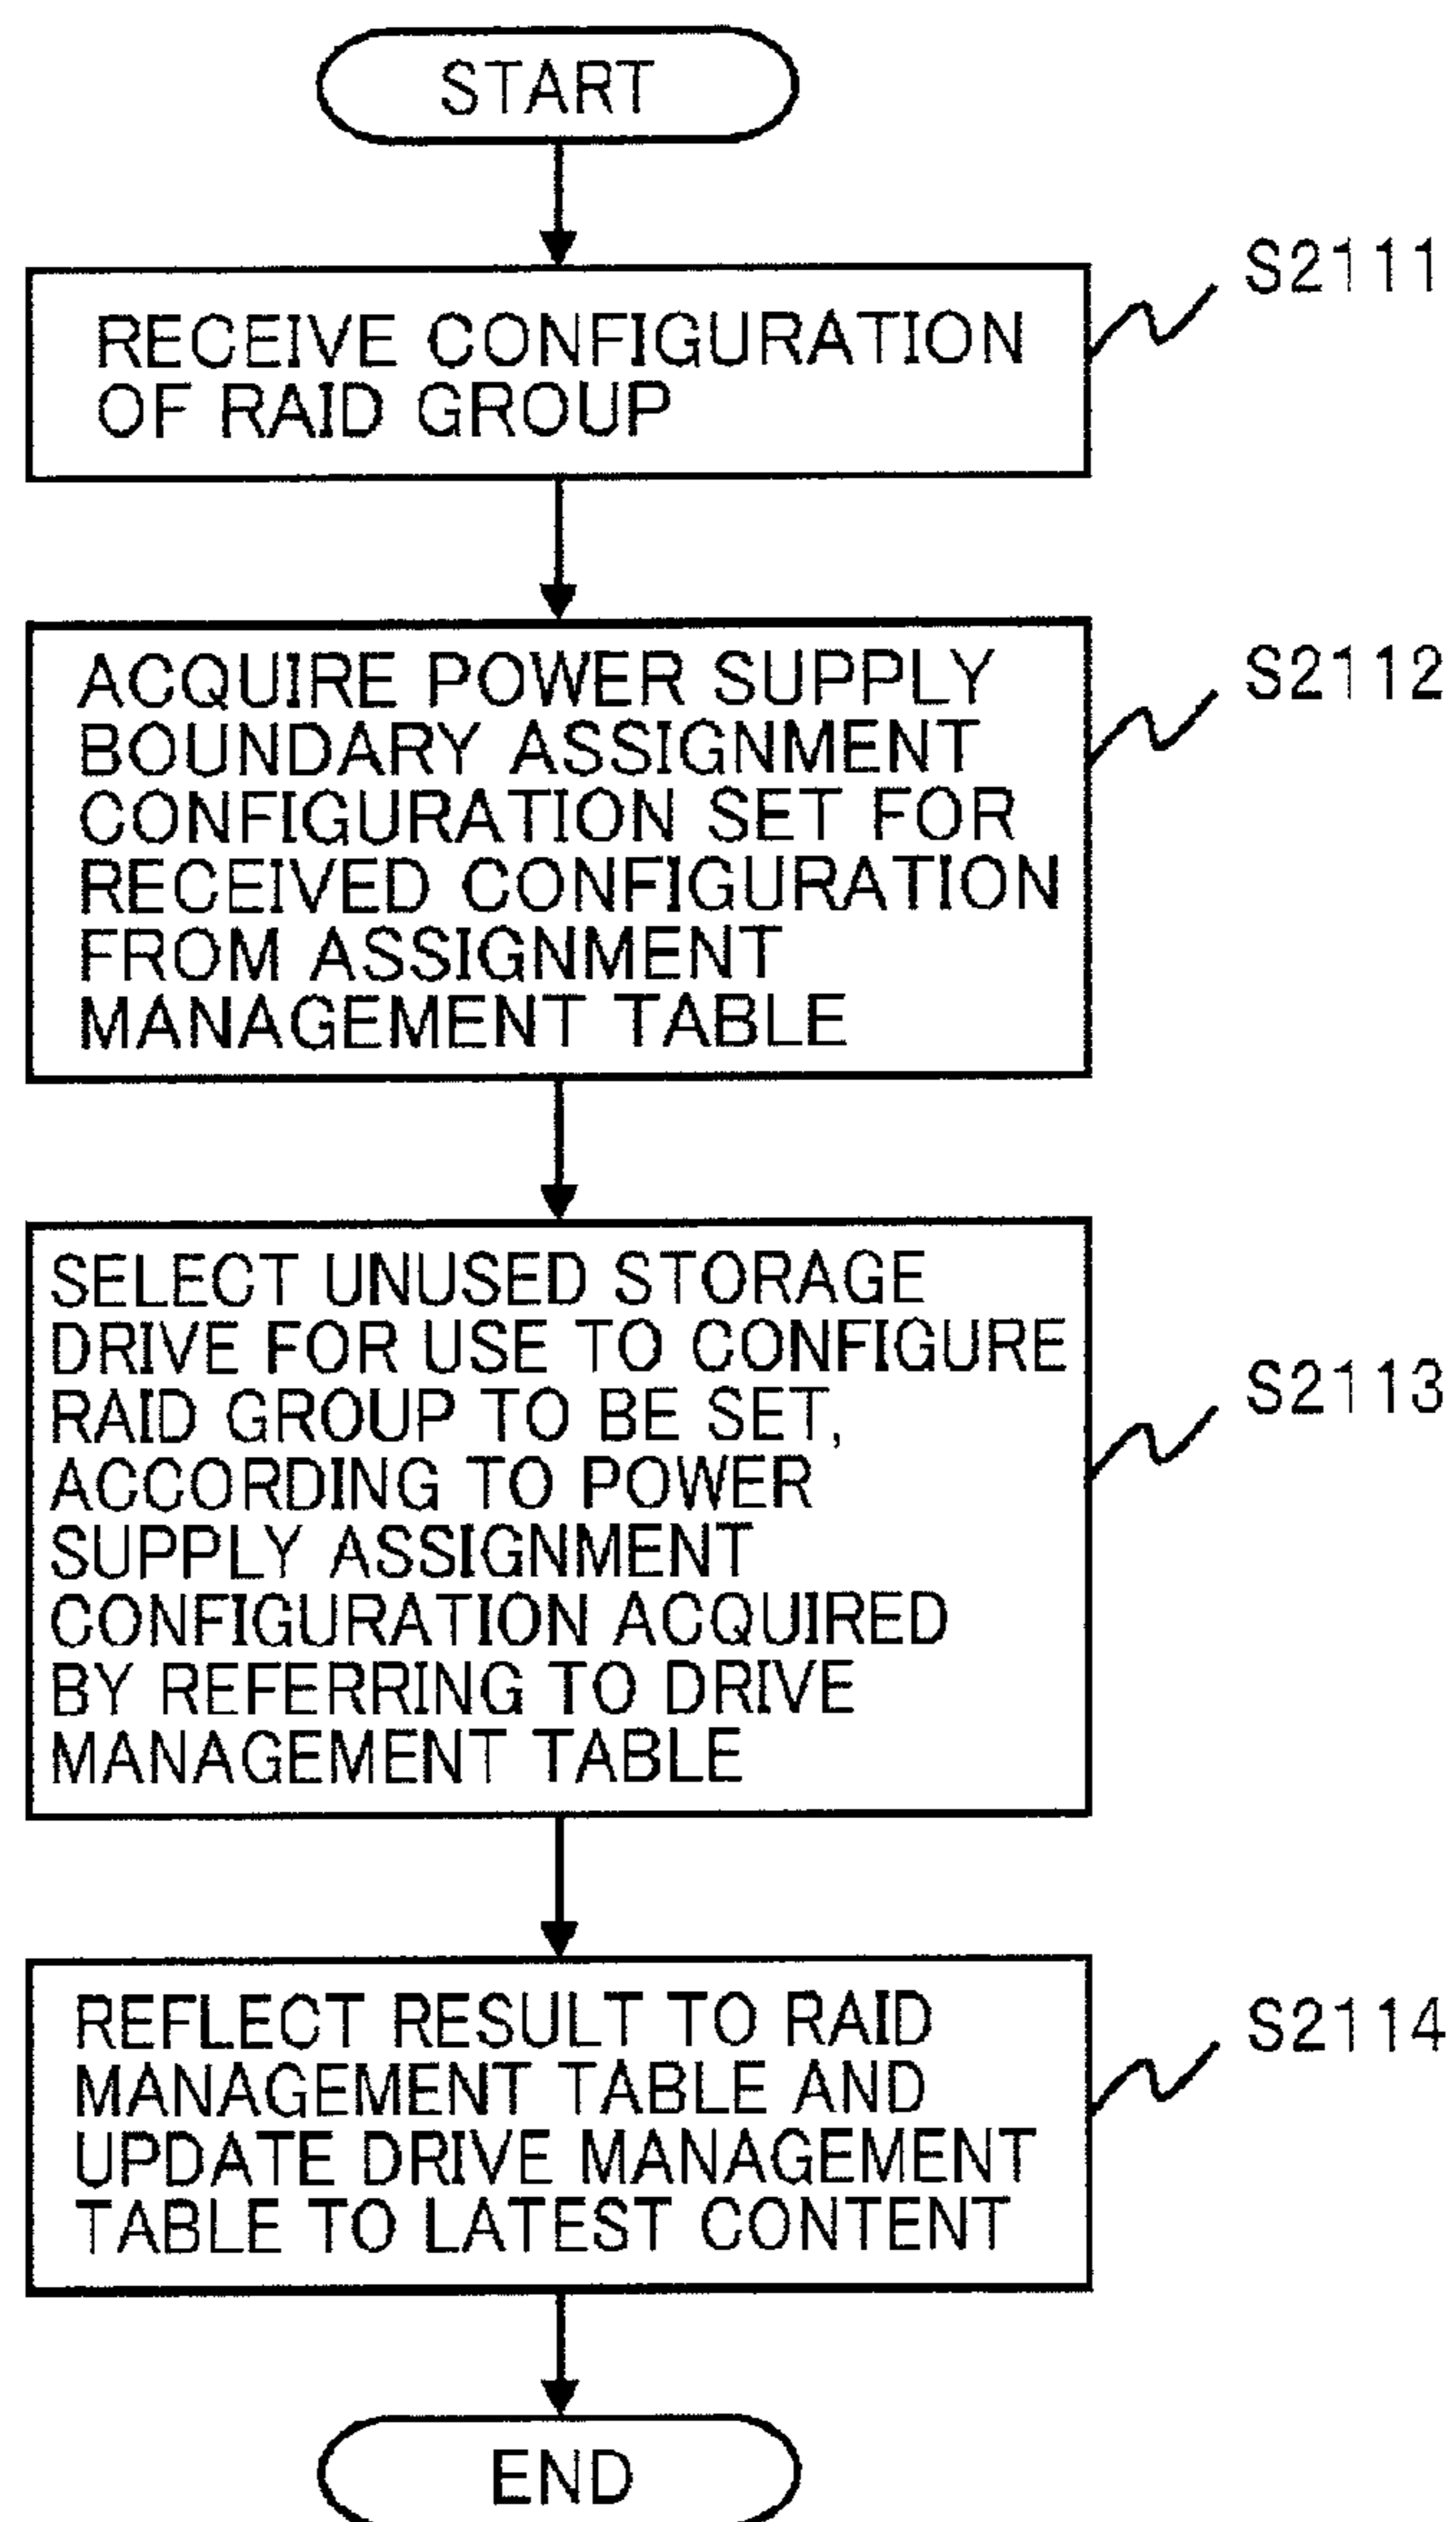 START
S2111
RECEIVE CONFIGURATION
OF RAID GROUP
S2112
ACQUIRE POWER SUPPLY
BOUNDARY ASSIGNMENT
CONFIGURATION SET FOR
RECEIVED CONFIGURATION
FROM ASSIGNMENT
MANAGEMENT TABLE
S2113
SELECT UNUSED STORAGE
DRIVE FOR USE TO CONFIGURE
RAID GROUP TO BE SET,
ACCORDING TO POWER
SUPPLY ASSIGNMENT
CONFIGURATION ACQUIRED
BY REFERRING TO DRIVE
MANAGEMENT TABLE
S2114
REFLECT RESULT TO RAID
MANAGEMENT TABLE AND
UPDATE DRIVE MANAGEMENT
TABLE TO LATEST CONTENT
END